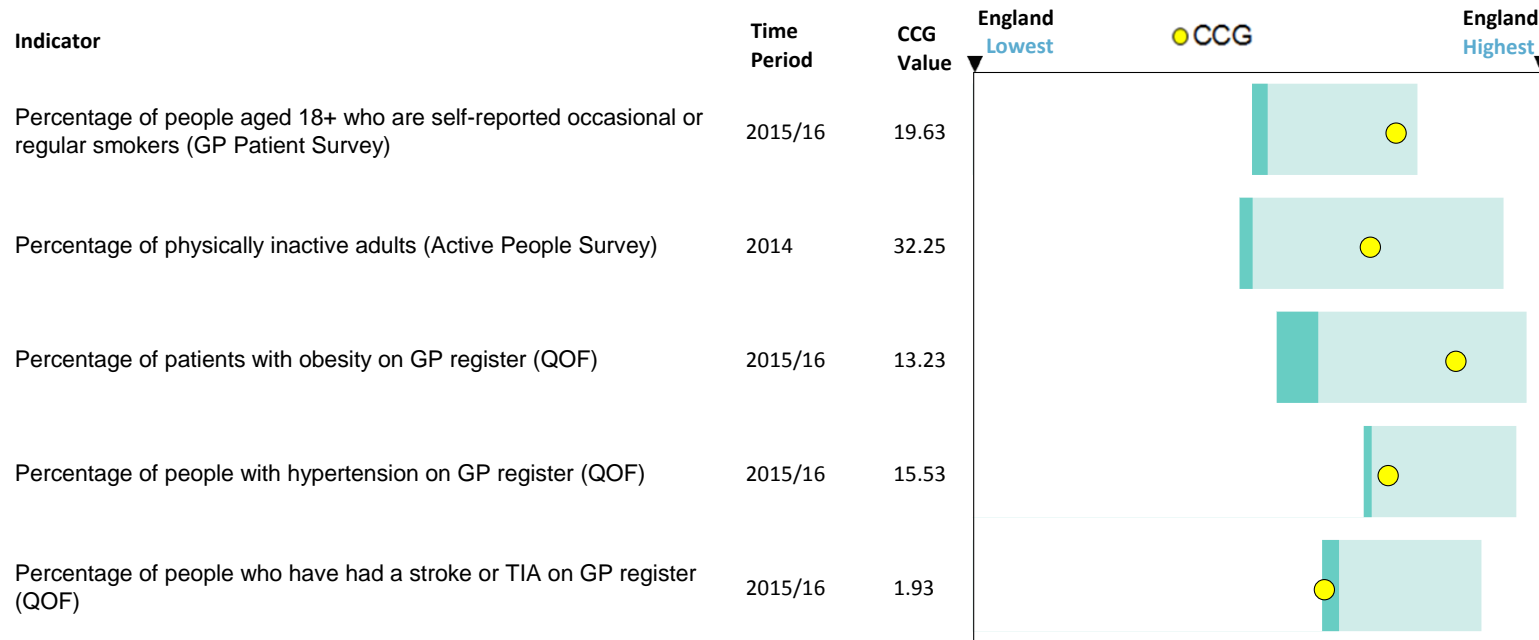 Indicator
Time
Period
CCG
Value
England
Lowest
CCG
England
Highest
Percentage of people aged 18+ who are self-reported occasional or
regular smokers (GP Patient Survey)
2015/16
19.63
Percentage of physically inactive adults (Active People Survey)
2014
32.25
Percentage of patients with obesity on GP register (QOF)
2015/16
13.23
Percentage of people with hypertension on GP register (QOF)
2015/16
15.53
Percentage of people who have had a stroke or TIA on GP register
(QOF)
2015/16
1.93